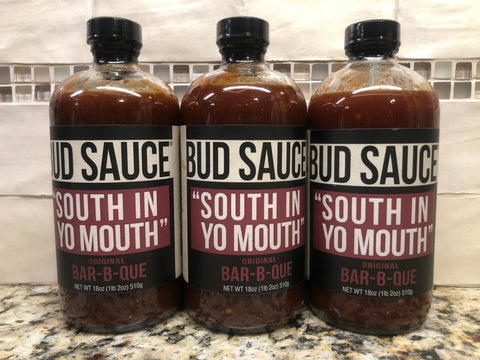 BUD SAUCE
"SOUTH IN
YO MOUTH"
ORIGINAL
BAR-B-QUE
NET WT 18oz (1lb 2oz) 510g
BUD SAUCE
"SOUTH IN
YO MOUTH"
ORIGINAL
BAR-B-QUE
NET WT 18oz (1lb 2oz) 510g
BUD SAUCE
"SOUTH IN
YO MOUTH"
ORIGINAL
BAR-B-QUE
NET WT 18oz (1lb 2oz) 510g